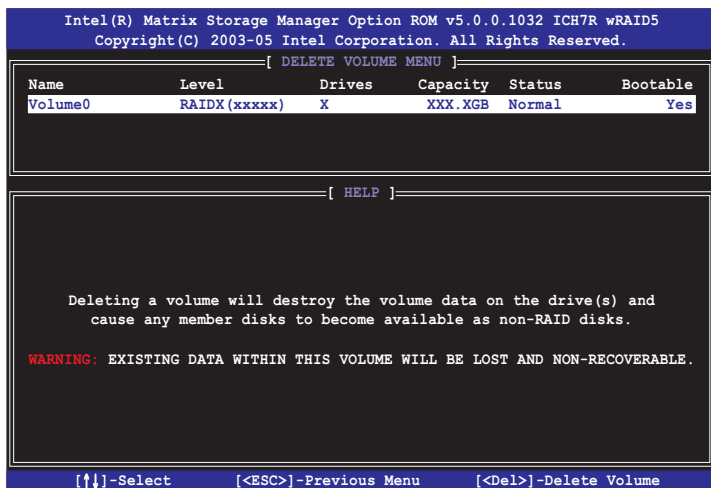 Intel(R) Matrix Storage Manager Option ROM v5.0.0.1032 ICH7R wRAID5
Copyright(C) 2003-05 Intel Corporation. All Rights Reserved.
[ DELETE VOLUME MENU ]
Name Level Drives Capacity Status Bootable
Volume0 RAIDX(xxxxx) X XXX.XGB Normal Yes
[ HELP ]
Deleting a volume will destroy the volume data on the drive(s) and
cause any member disks to become available as non-RAID disks.
WARNING: EXISTING DATA WITHIN THIS VOLUME WILL BE LOST AND NON-RECOVERABLE.
[↑↓]-Select [<ESC>]-Previous Menu [<Del>]-Delete Volume